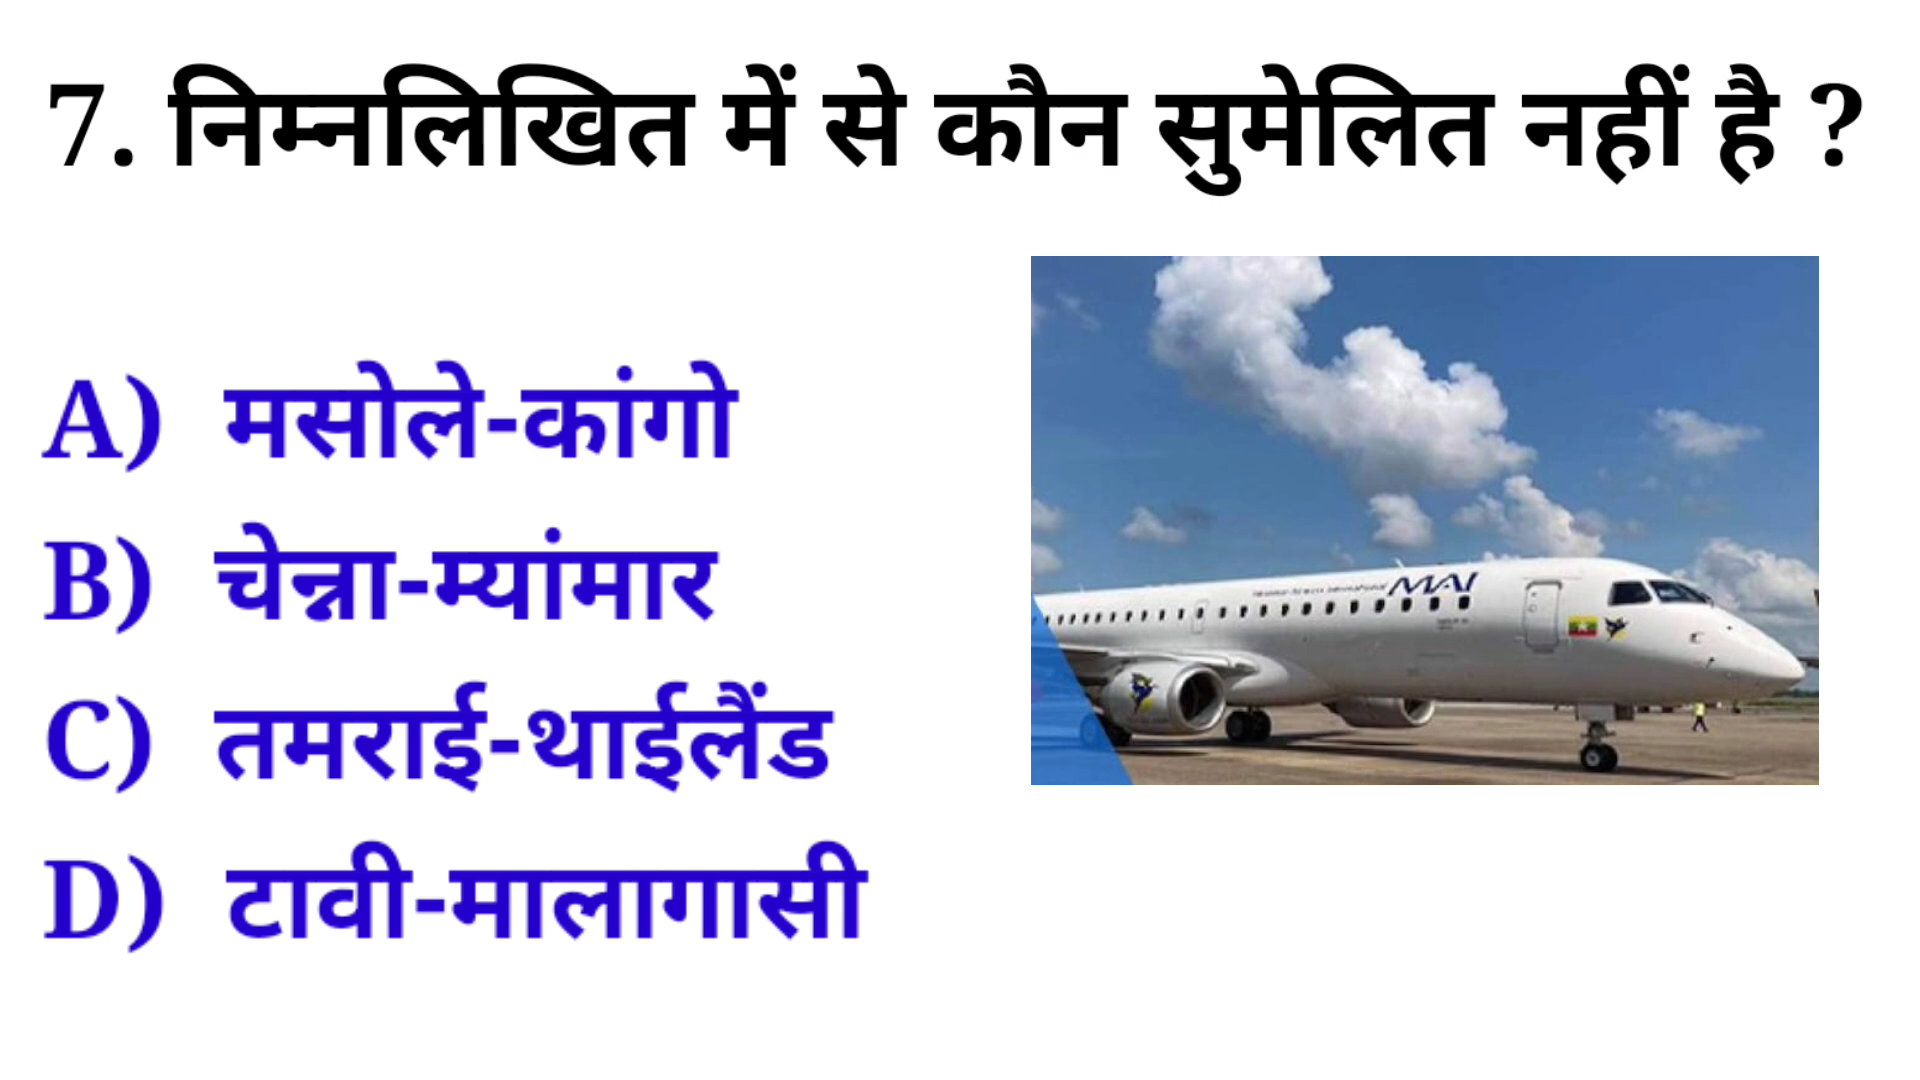 7. निम्नलिखित में से कौन सुमेलित नहीं है ?
A) मसोले-कांगो
B) चेन्ना-म्यांमार
C) तमराई-थाईलैंड
D) टावी-मालागासी
MAI